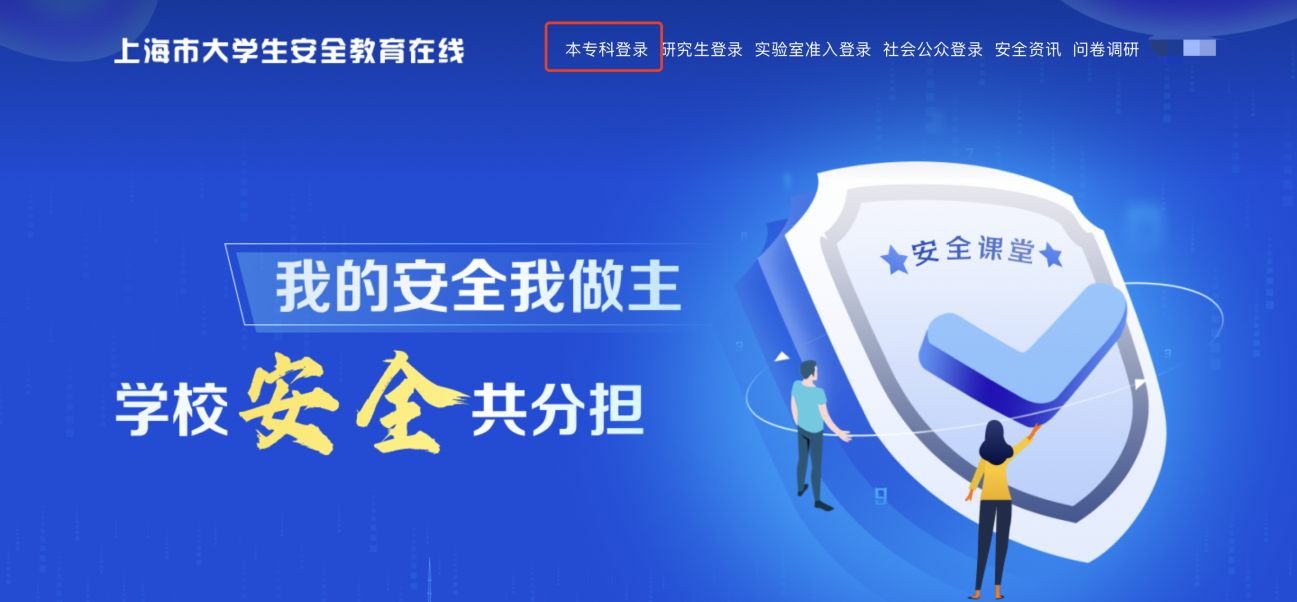 上海市大学生安全教育在线
本专科登录 研究生登录 实验室准入登录 社会公众登录 安全资讯 问卷调研
安全课堂
我的安全我做主
学校安全共分担